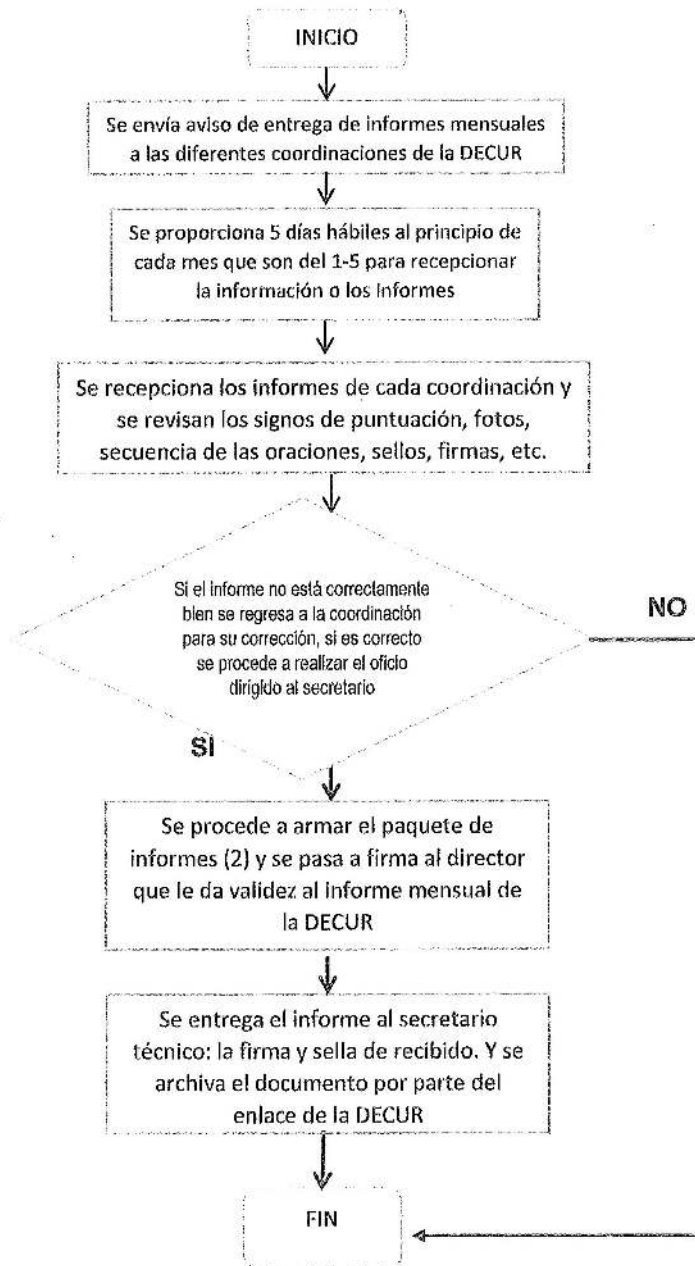 INICIO
Se envía aviso de entrega de informes mensuales
a las diferentes coordinaciones de la DECUR
Se proporciona 5 días hábiles al principio de
cada mes que son del 1-5 para recepcionar
la información o los informes
Se recepciona los informes de cada coordinación y
se revisan los signos de puntuación, fotos,
secuencia de las oraciones, sellos, firmas, etc.
Si el informe no está correctamente
bien se regresa a la coordinación
para su corrección, si es correcto
se procede a realizar el oficio
dirigido al secretario
NO
SI
Se procede a armar el paquete de
informes (2) y se pasa a firma al director
que le da validez al informe mensual de
la DECUR
Se entrega el informe al secretario
técnico: la firma y sella de recibido. Y se
archiva el documento por parte del
enlace de la DECUR
FIN